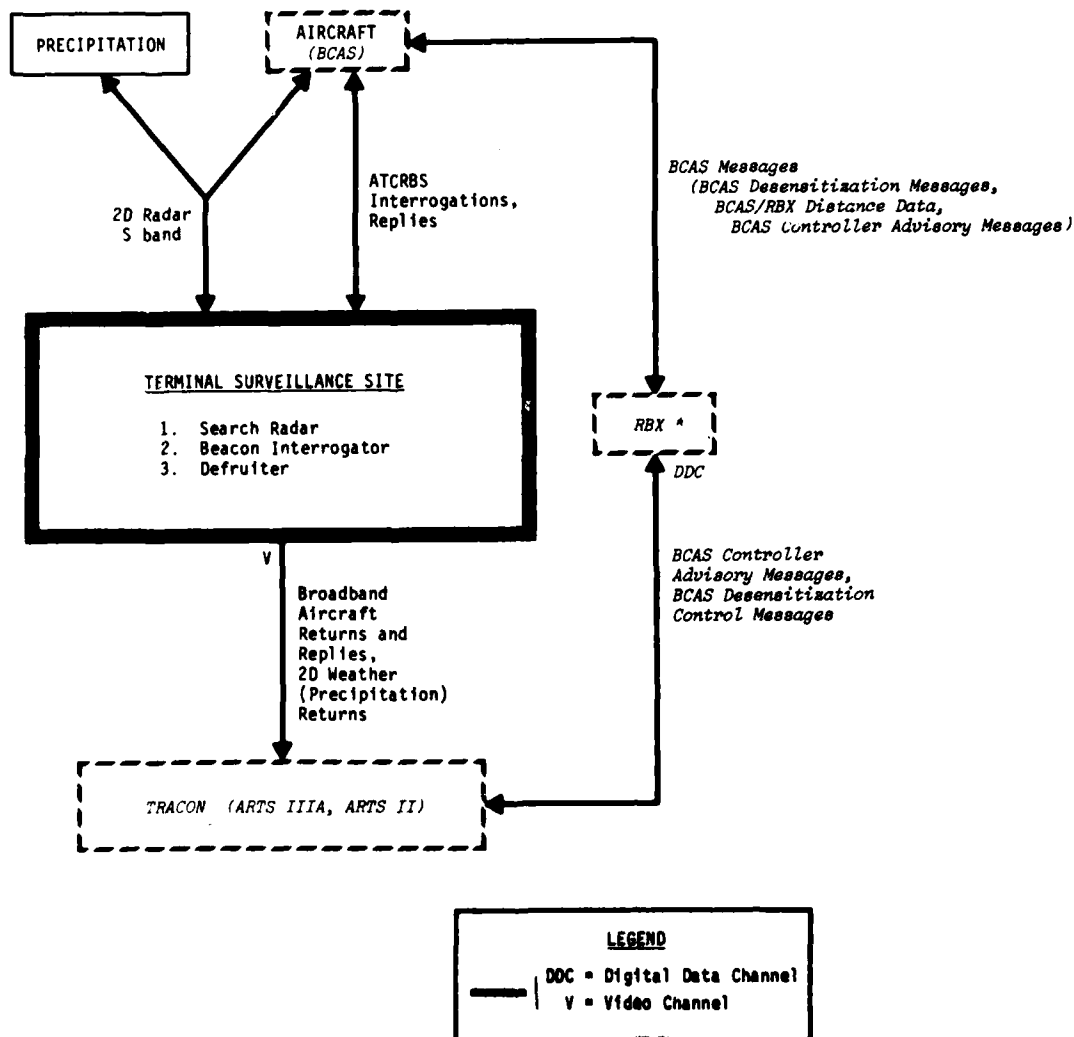 PRECIPITATION
AIRCRAFT
(BCAS)
2D Radar
S band
ATCRBS
Interrogations,
Replies
BCAS Messages
(BCAS Desensitization Messages,
BCAS/RBX Distance Data,
BCAS Controller Advisory Messages)
TERMINAL SURVEILLANCE SITE
1. Search Radar
2. Beacon Interrogator
3. Defruiter
RBX *
DDC
V
Broadband
Aircraft
Returns and
Replies,
2D Weather
(Precipitation)
Returns
BCAS Controller
Advisory Messages,
BCAS Desensitization
Control Messages
TRACON (ARTS IIIA, ARTS II)
LEGEND
DDC = Digital Data Channel
V = Video Channel